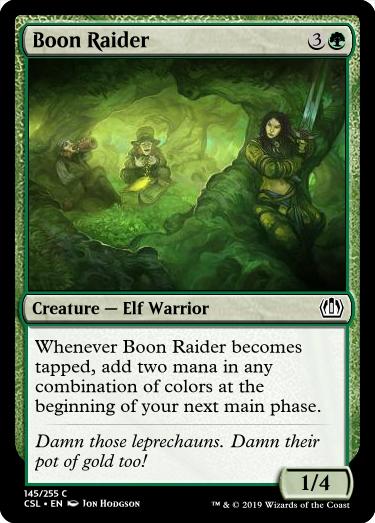 Boon Raider 3
Creature — Elf Warrior
Whenever Boon Raider becomes
tapped, add two mana in any
combination of colors at the
beginning of your next main phase.
Damn those leprechauns. Damn their
pot of gold too!
1/4
145/255 C
CSL • EN Jon Hodgson
™ & © 2019 Wizards of the Coast